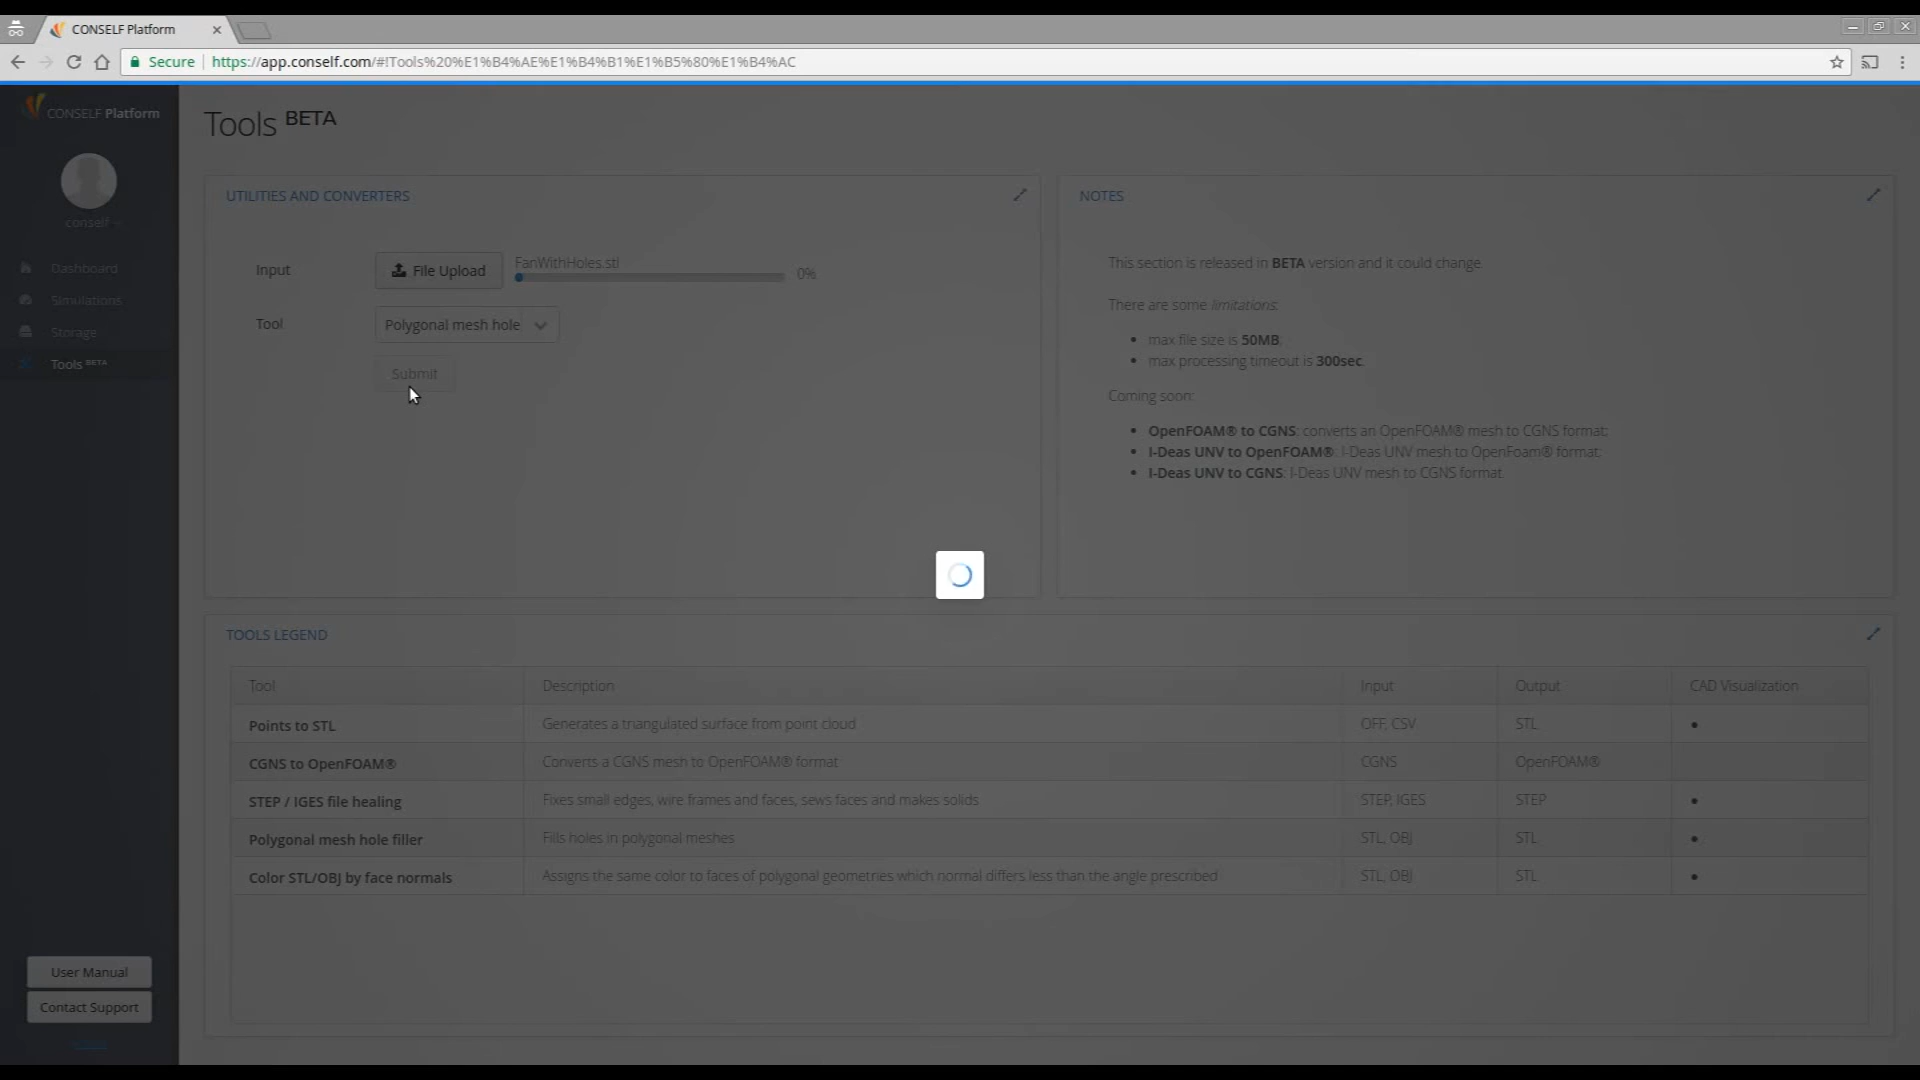 CONSELF Platform
Secure
https://app.conself.com/#!Tools%20%E1%B4%AE%E1%B4%B1%E1%B5%80%E1%B4%AC
CONSELF Platform
conself
Dashboard
Simulations
Storage
Tools BETA
User Manual
Contact Support
Tools BETA
UTILITIES AND CONVERTERS
Input
File Upload
FanWithHoles.stl
0%
Tool
Polygonal mesh hole
Submit
NOTES
This section is released in BETA version and it could change.
There are some limitations:
• max file size is 50MB;
• max processing timeout is 300sec.
Coming soon:
• OpenFOAM® to CGNS: converts an OpenFOAM® mesh to CGNS format;
• I-Deas UNV to OpenFOAM®: I-Deas UNV mesh to OpenFoam® format;
• I-Deas UNV to CGNS: I-Deas UNV mesh to CGNS format.
TOOLS LEGEND
Tool Description Input Output CAD Visualization
Points to STL Generates a triangulated surface from point cloud OFF, CSV STL •
CGNS to OpenFOAM® Converts a CGNS mesh to OpenFOAM® format CGNS OpenFOAM®
STEP / IGES file healing Fixes small edges, wire frames and faces, sews faces and makes solids STEP, IGES STEP •
Polygonal mesh hole filler Fills holes in polygonal meshes STL, OBJ STL •
Color STL/OBJ by face normals Assigns the same color to faces of polygonal geometries which normal differs less than the angle prescribed STL, OBJ STL •